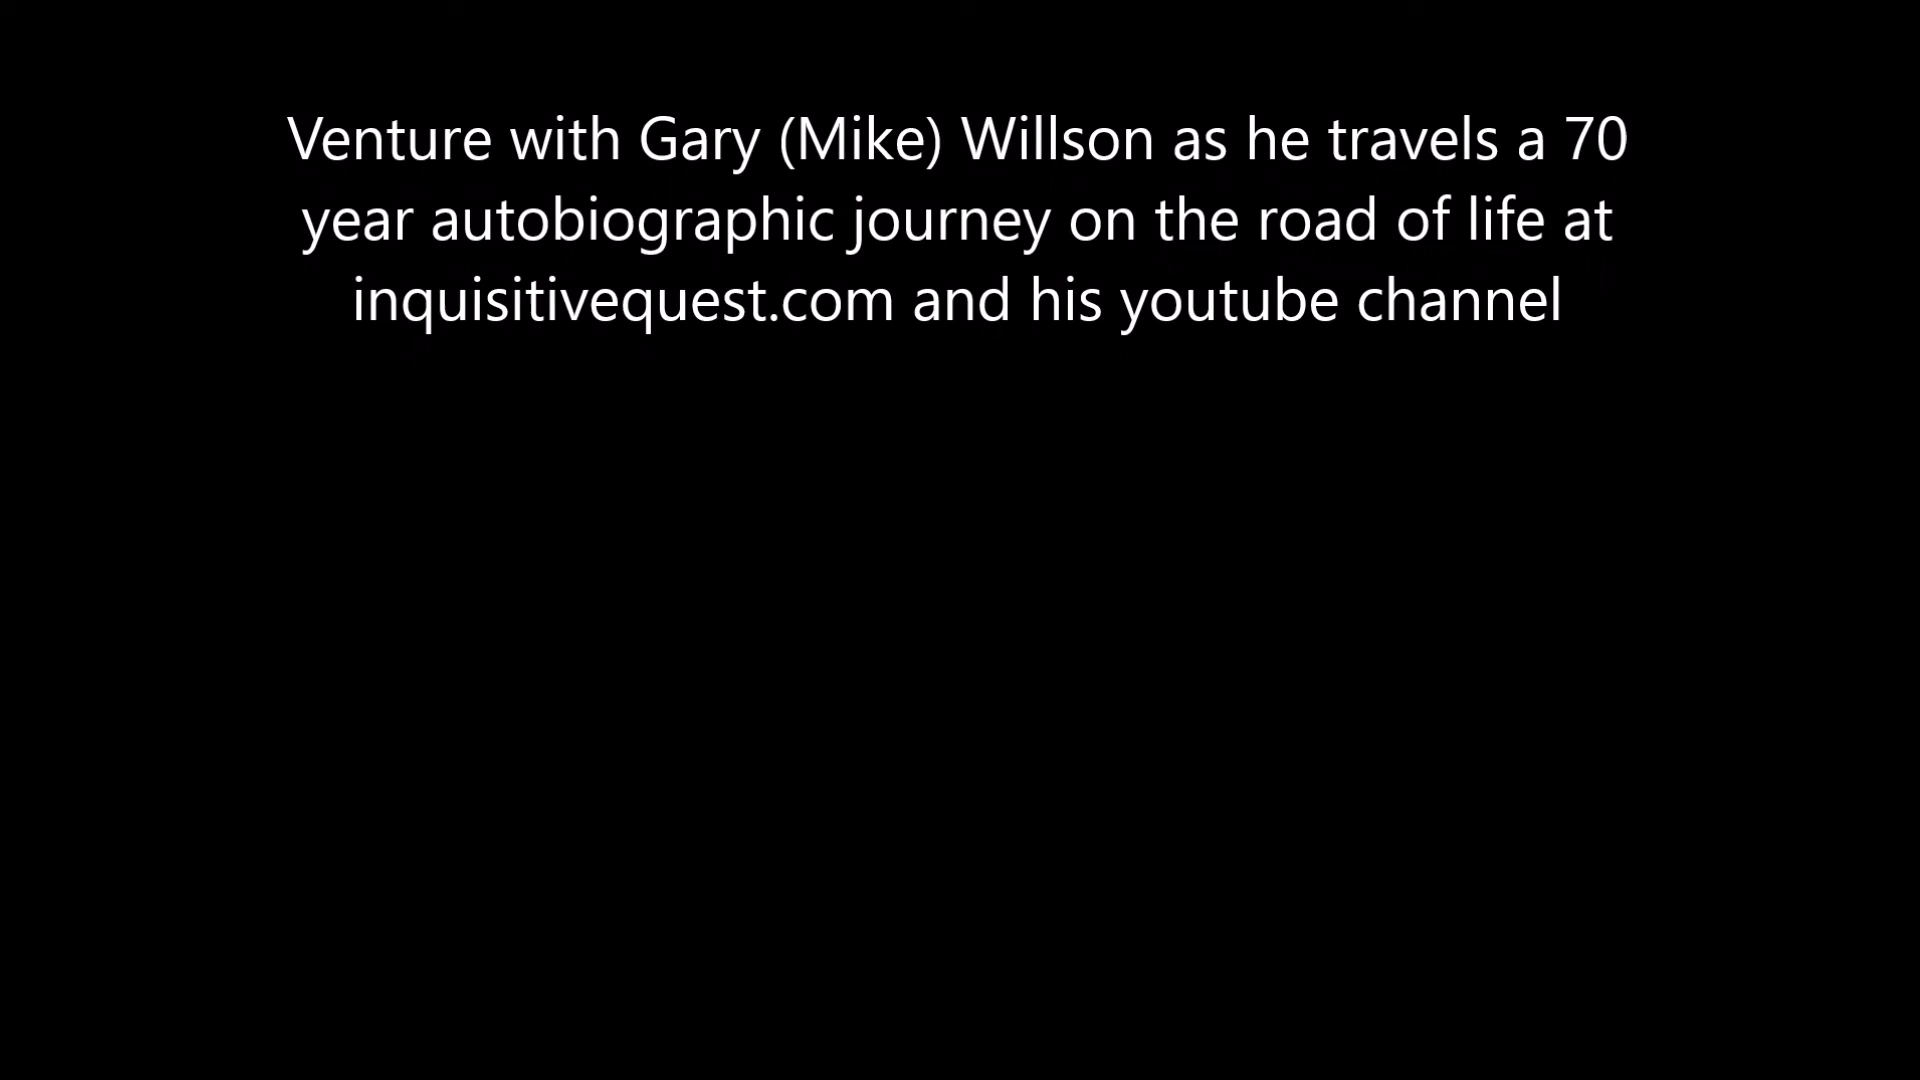 Venture with Gary (Mike) Willson as he travels a 70
year autobiographic journey on the road of life at
inquisitivequest.com and his youtube channel